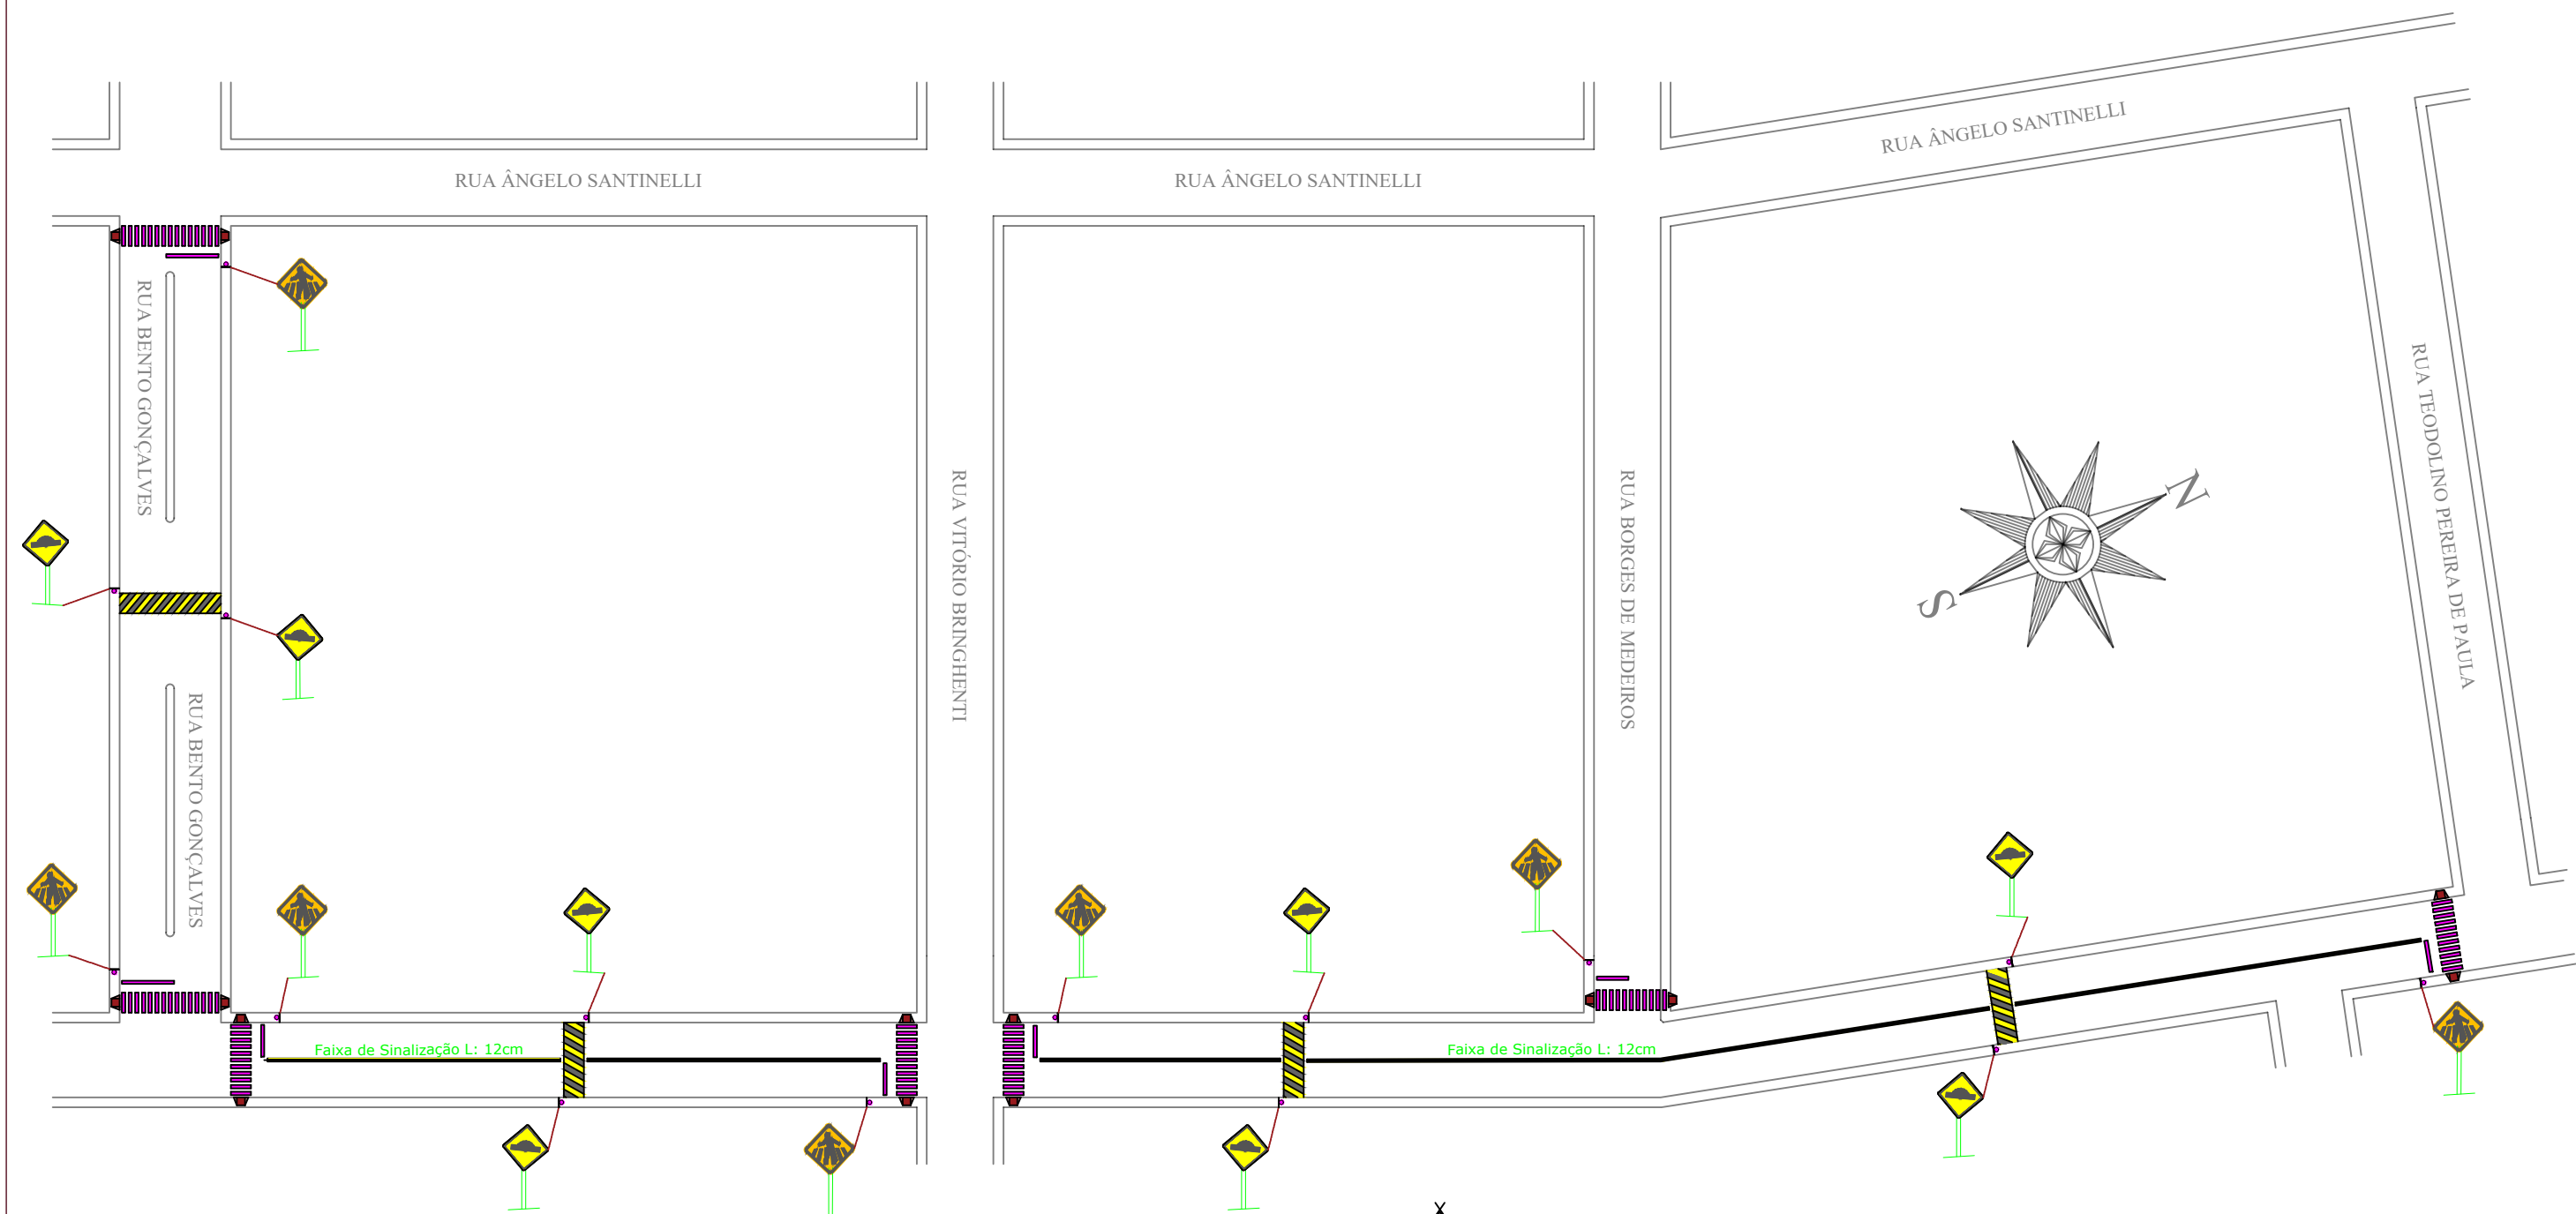 RUA ÂNGELO SANTINELLI
RUA ÂNGELO SANTINELLI
RUA ÂNGELO SANTINELLI
RUA BENTO GONÇALVES
RUA BENTO GONÇALVES
RUA VITÓRIO BRINGHENTI
RUA BORGES DE MEDEIROS
RUA TEODOLINO PEREIRA DE PAULA
N
S
Faixa de Sinalização L: 12cm
Faixa de Sinalização L: 12cm
X